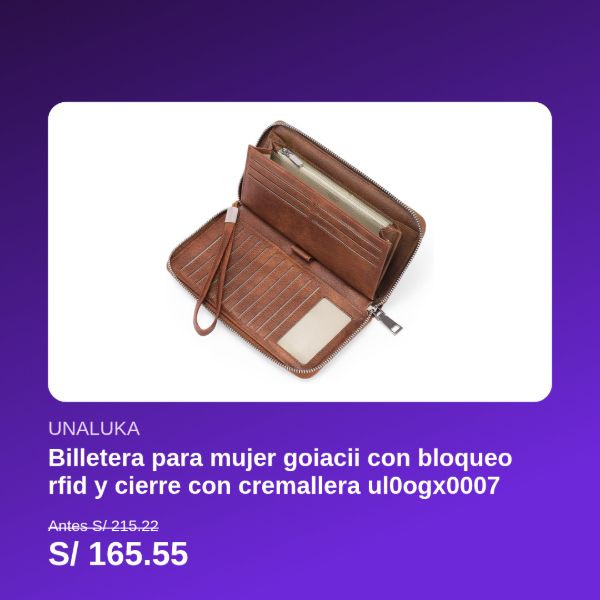 UNALUKA
Billetera para mujer goiacii con bloqueo
rfid y cierre con cremallera ul0ogx0007
Antes S/ 215.22
S/ 165.55